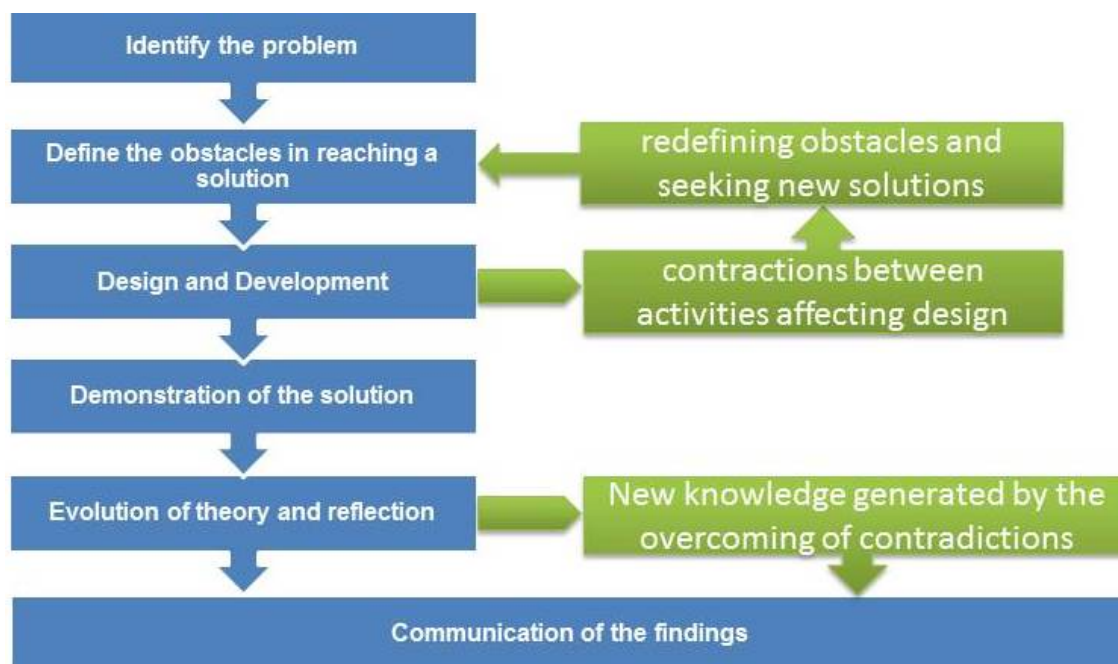 Identify the problem
Define the obstacles in reaching a
solution
redefining obstacles and
seeking new solutions
Design and Development
contractions between
activities affecting design
Demonstration of the solution
Evolution of theory and reflection
New knowledge generated by the
overcoming of contradictions
Communication of the findings